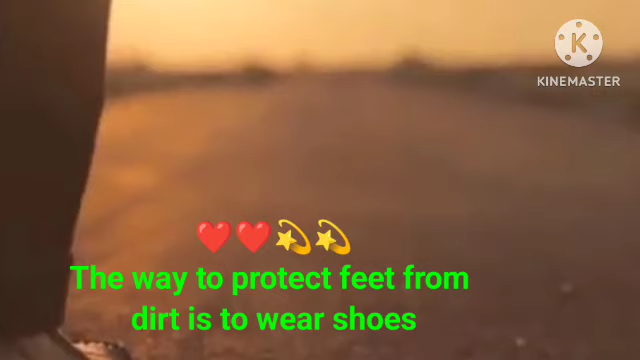 KINEMASTER
❤️❤️💫💫
The way to protect feet from
dirt is to wear shoes